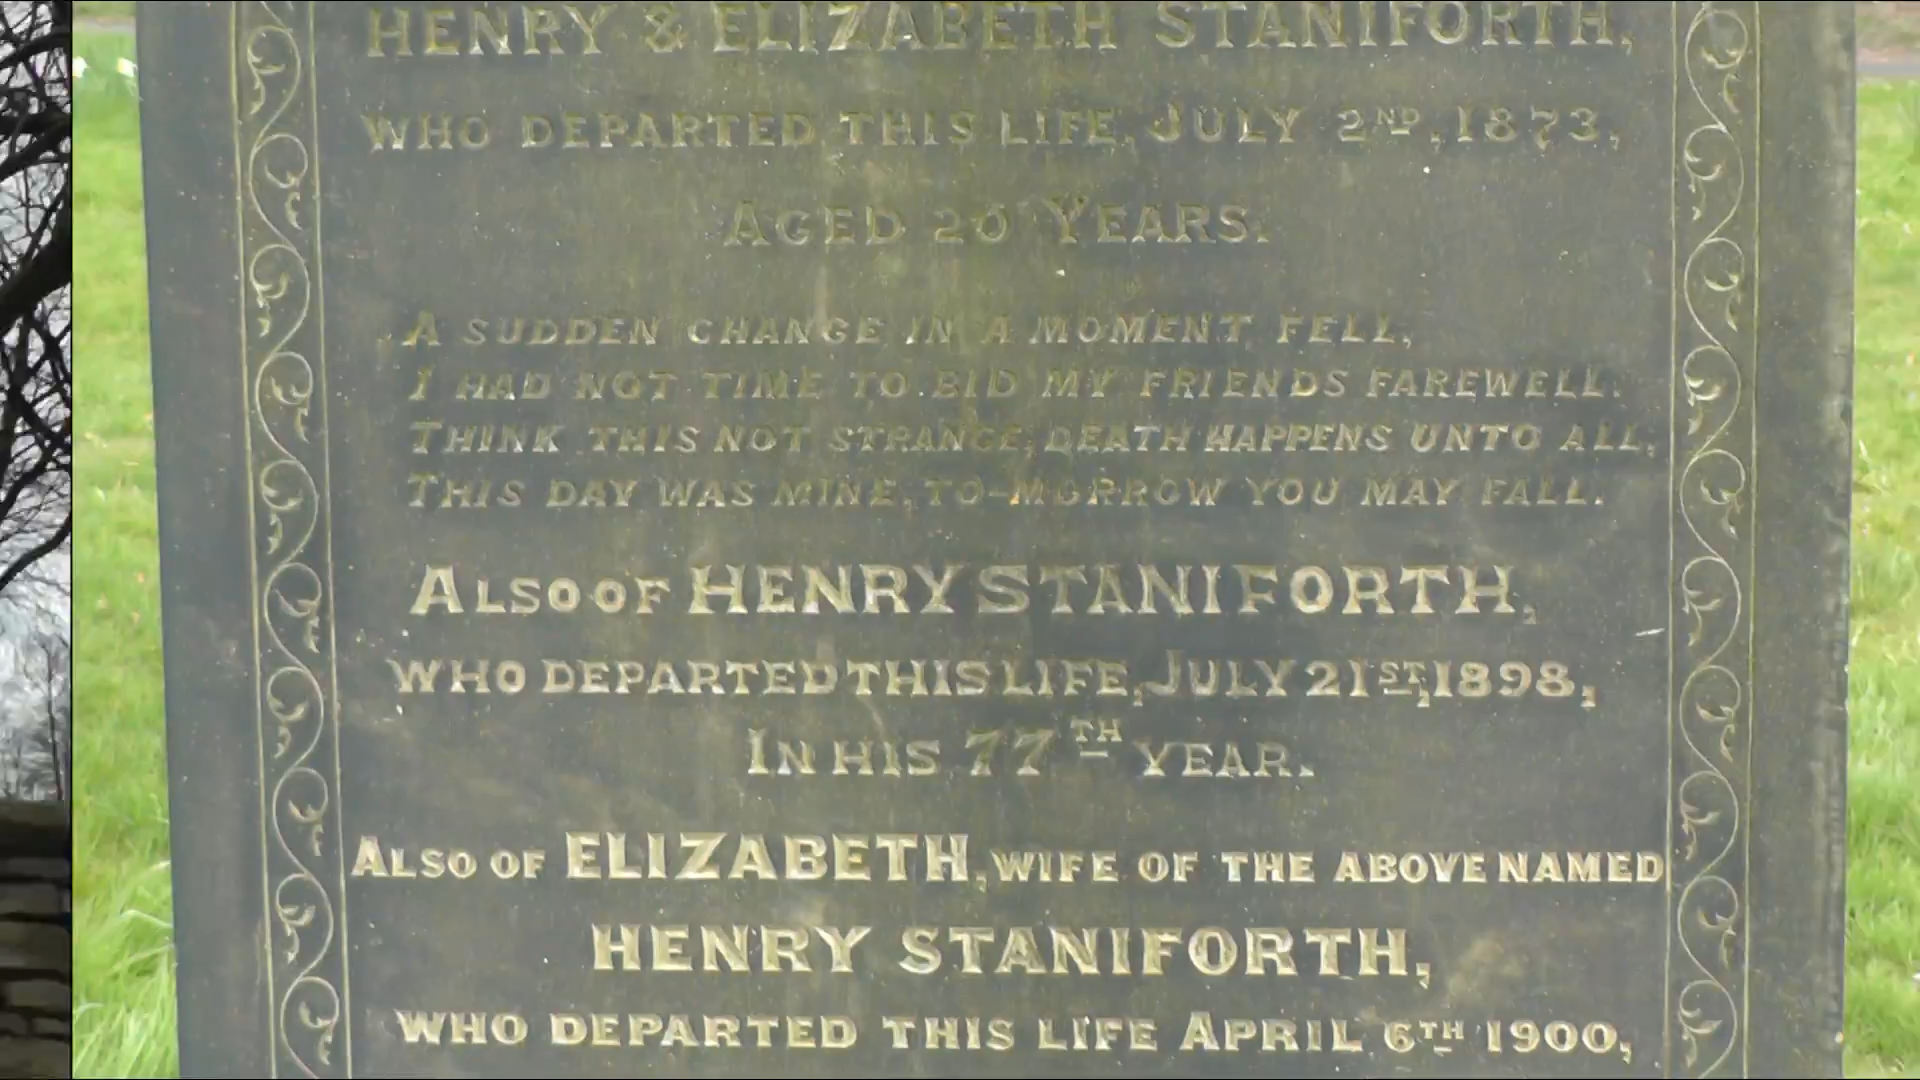 HENRY & ELIZABETH STANIFORTH,
WHO DEPARTED THIS LIFE, JULY 2ND, 1873,
AGED 20 YEARS.
A SUDDEN CHANGE IN A MOMENT FELL,
I HAD NOT TIME TO BID MY FRIENDS FAREWELL.
THINK THIS NOT STRANGE, DEATH HAPPENS UNTO ALL,
THIS DAY WAS MINE, TO-MORROW YOU MAY FALL.
ALSO OF HENRY STANIFORTH,
WHO DEPARTED THIS LIFE, JULY 21ST, 1898,
IN HIS 77TH YEAR.
ALSO OF ELIZABETH, WIFE OF THE ABOVE NAMED
HENRY STANIFORTH,
WHO DEPARTED THIS LIFE APRIL 6TH 1900,